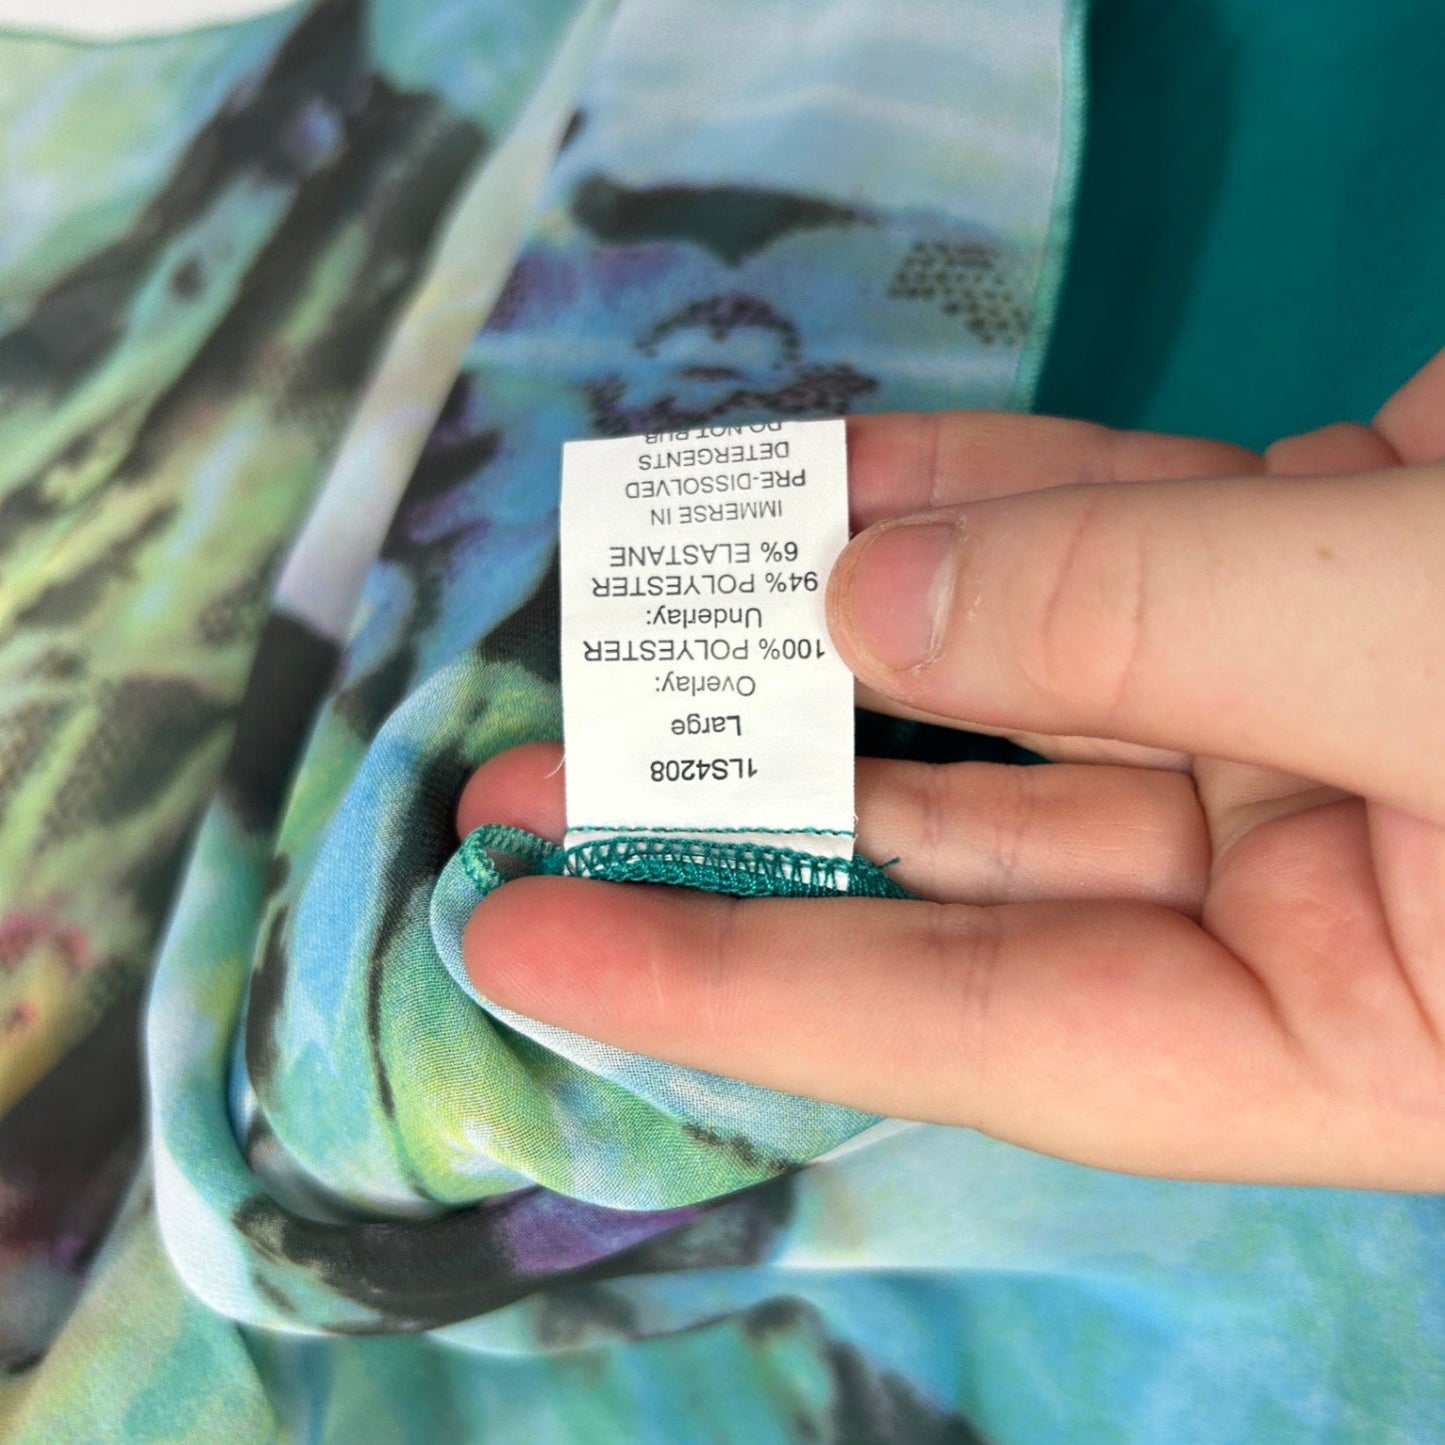 1LS4208
Large
Overlay:
100% POLYESTER
Underlay:
94% POLYESTER
6% ELASTANE
IMMERSE IN
PRE-DISSOLVED
DETERGENTS
DO NOT RUB